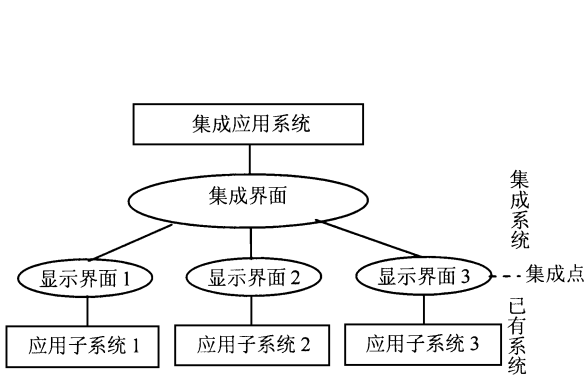 集成应用系统
集成界面
集成系统
显示界面1
显示界面2
显示界面3
集成点
应用子系统1
应用子系统2
应用子系统3
已有系统